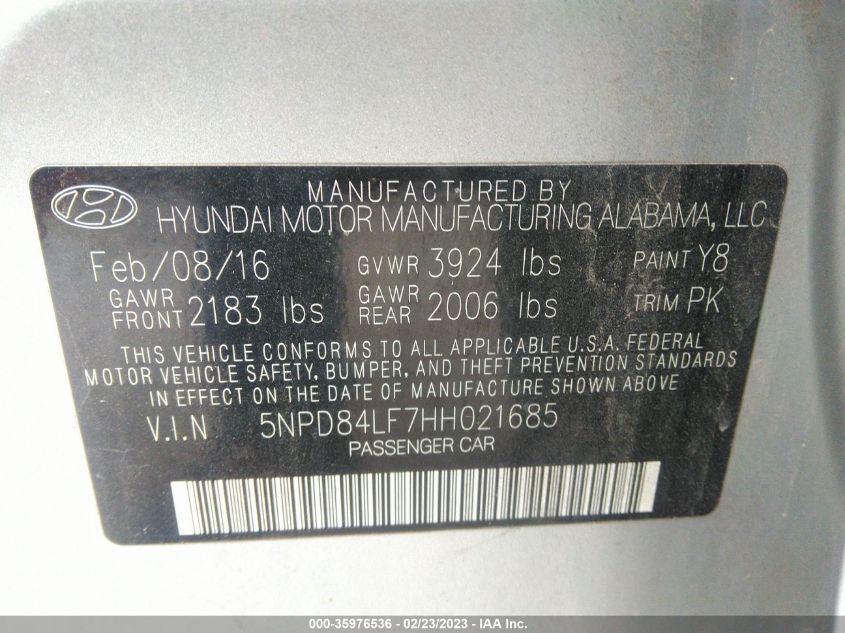 MANUFACTURED BY
HYUNDAI MOTOR MANUFACTURING ALABAMA, LLC
Feb/08/16 GVWR 3924 lbs PAINT Y8
GAWR FRONT 2183 lbs GAWR REAR 2006 lbs TRIM PK
THIS VEHICLE CONFORMS TO ALL APPLICABLE U.S.A. FEDERAL
MOTOR VEHICLE SAFETY, BUMPER, AND THEFT PREVENTION STANDARDS
IN EFFECT ON THE DATE OF MANUFACTURE SHOWN ABOVE.
V.I.N 5NPD84LF7HH021685
PASSENGER CAR
000-35976536 - 02/23/2023 - IAA Inc.